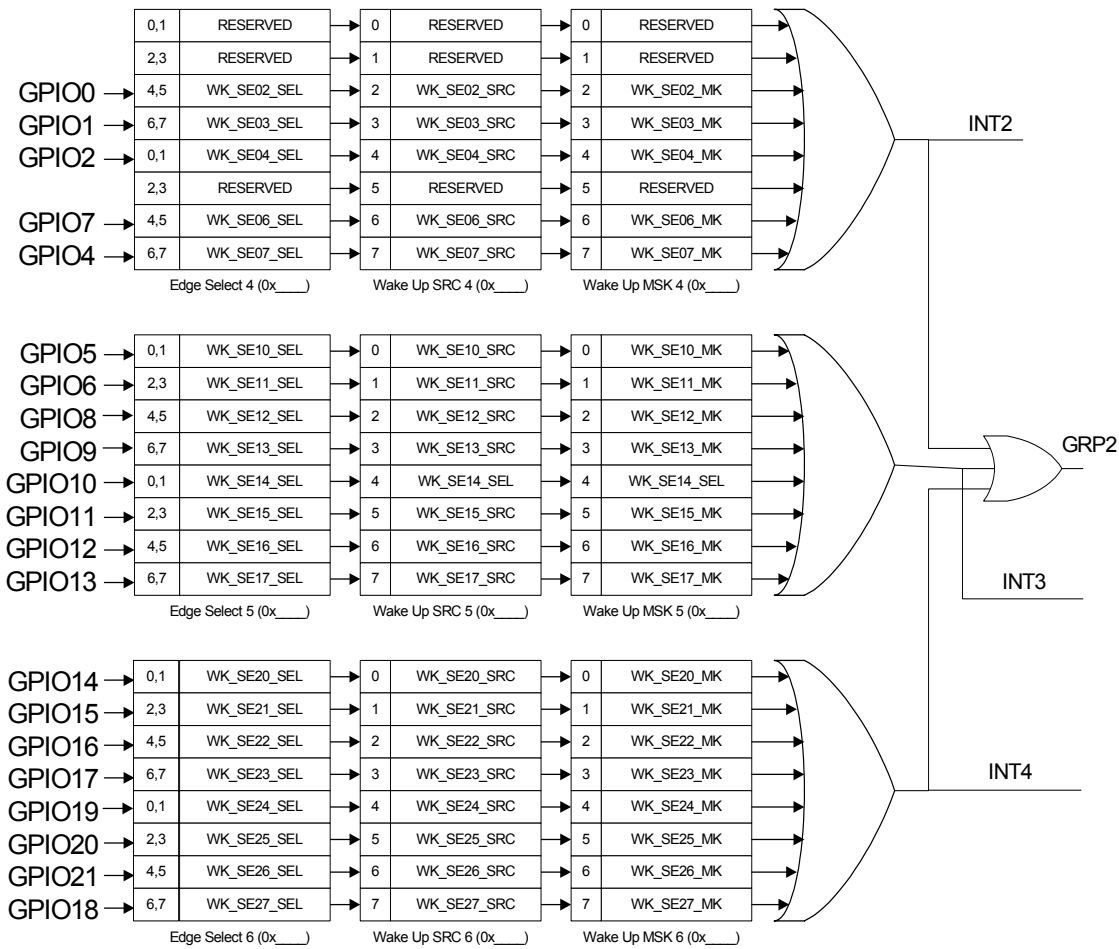 0,1 RESERVED 0 RESERVED 0 RESERVED
2,3 RESERVED 1 RESERVED 1 RESERVED
GPIO0 4,5 WK_SE02_SEL 2 WK_SE02_SRC 2 WK_SE02_MK
GPIO1 6,7 WK_SE03_SEL 3 WK_SE03_SRC 3 WK_SE03_MK INT2
GPIO2 0,1 WK_SE04_SEL 4 WK_SE04_SRC 4 WK_SE04_MK
2,3 RESERVED 5 RESERVED 5 RESERVED
GPIO7 4,5 WK_SE06_SEL 6 WK_SE06_SRC 6 WK_SE06_MK
GPIO4 6,7 WK_SE07_SEL 7 WK_SE07_SRC 7 WK_SE07_MK
Edge Select 4 (0x____) Wake Up SRC 4 (0x____) Wake Up MSK 4 (0x____)
GPIO5 0,1 WK_SE10_SEL 0 WK_SE10_SRC 0 WK_SE10_MK
GPIO6 2,3 WK_SE11_SEL 1 WK_SE11_SRC 1 WK_SE11_MK
GPIO8 4,5 WK_SE12_SEL 2 WK_SE12_SRC 2 WK_SE12_MK
GPIO9 6,7 WK_SE13_SEL 3 WK_SE13_SRC 3 WK_SE13_MK GRP2
GPIO10 0,1 WK_SE14_SEL 4 WK_SE14_SEL 4 WK_SE14_SEL
GPIO11 2,3 WK_SE15_SEL 5 WK_SE15_SRC 5 WK_SE15_MK
GPIO12 4,5 WK_SE16_SEL 6 WK_SE16_SRC 6 WK_SE16_MK
GPIO13 6,7 WK_SE17_SEL 7 WK_SE17_SRC 7 WK_SE17_MK INT3
Edge Select 5 (0x____) Wake Up SRC 5 (0x____) Wake Up MSK 5 (0x____)
GPIO14 0,1 WK_SE20_SEL 0 WK_SE20_SRC 0 WK_SE20_MK
GPIO15 2,3 WK_SE21_SEL 1 WK_SE21_SRC 1 WK_SE21_MK
GPIO16 4,5 WK_SE22_SEL 2 WK_SE22_SRC 2 WK_SE22_MK
GPIO17 6,7 WK_SE23_SEL 3 WK_SE23_SRC 3 WK_SE23_MK INT4
GPIO19 0,1 WK_SE24_SEL 4 WK_SE24_SRC 4 WK_SE24_MK
GPIO20 2,3 WK_SE25_SEL 5 WK_SE25_SRC 5 WK_SE25_MK
GPIO21 4,5 WK_SE26_SEL 6 WK_SE26_SRC 6 WK_SE26_MK
GPIO18 6,7 WK_SE27_SEL 7 WK_SE27_SRC 7 WK_SE27_MK
Edge Select 6 (0x____) Wake Up SRC 6 (0x____) Wake Up MSK 6 (0x____)